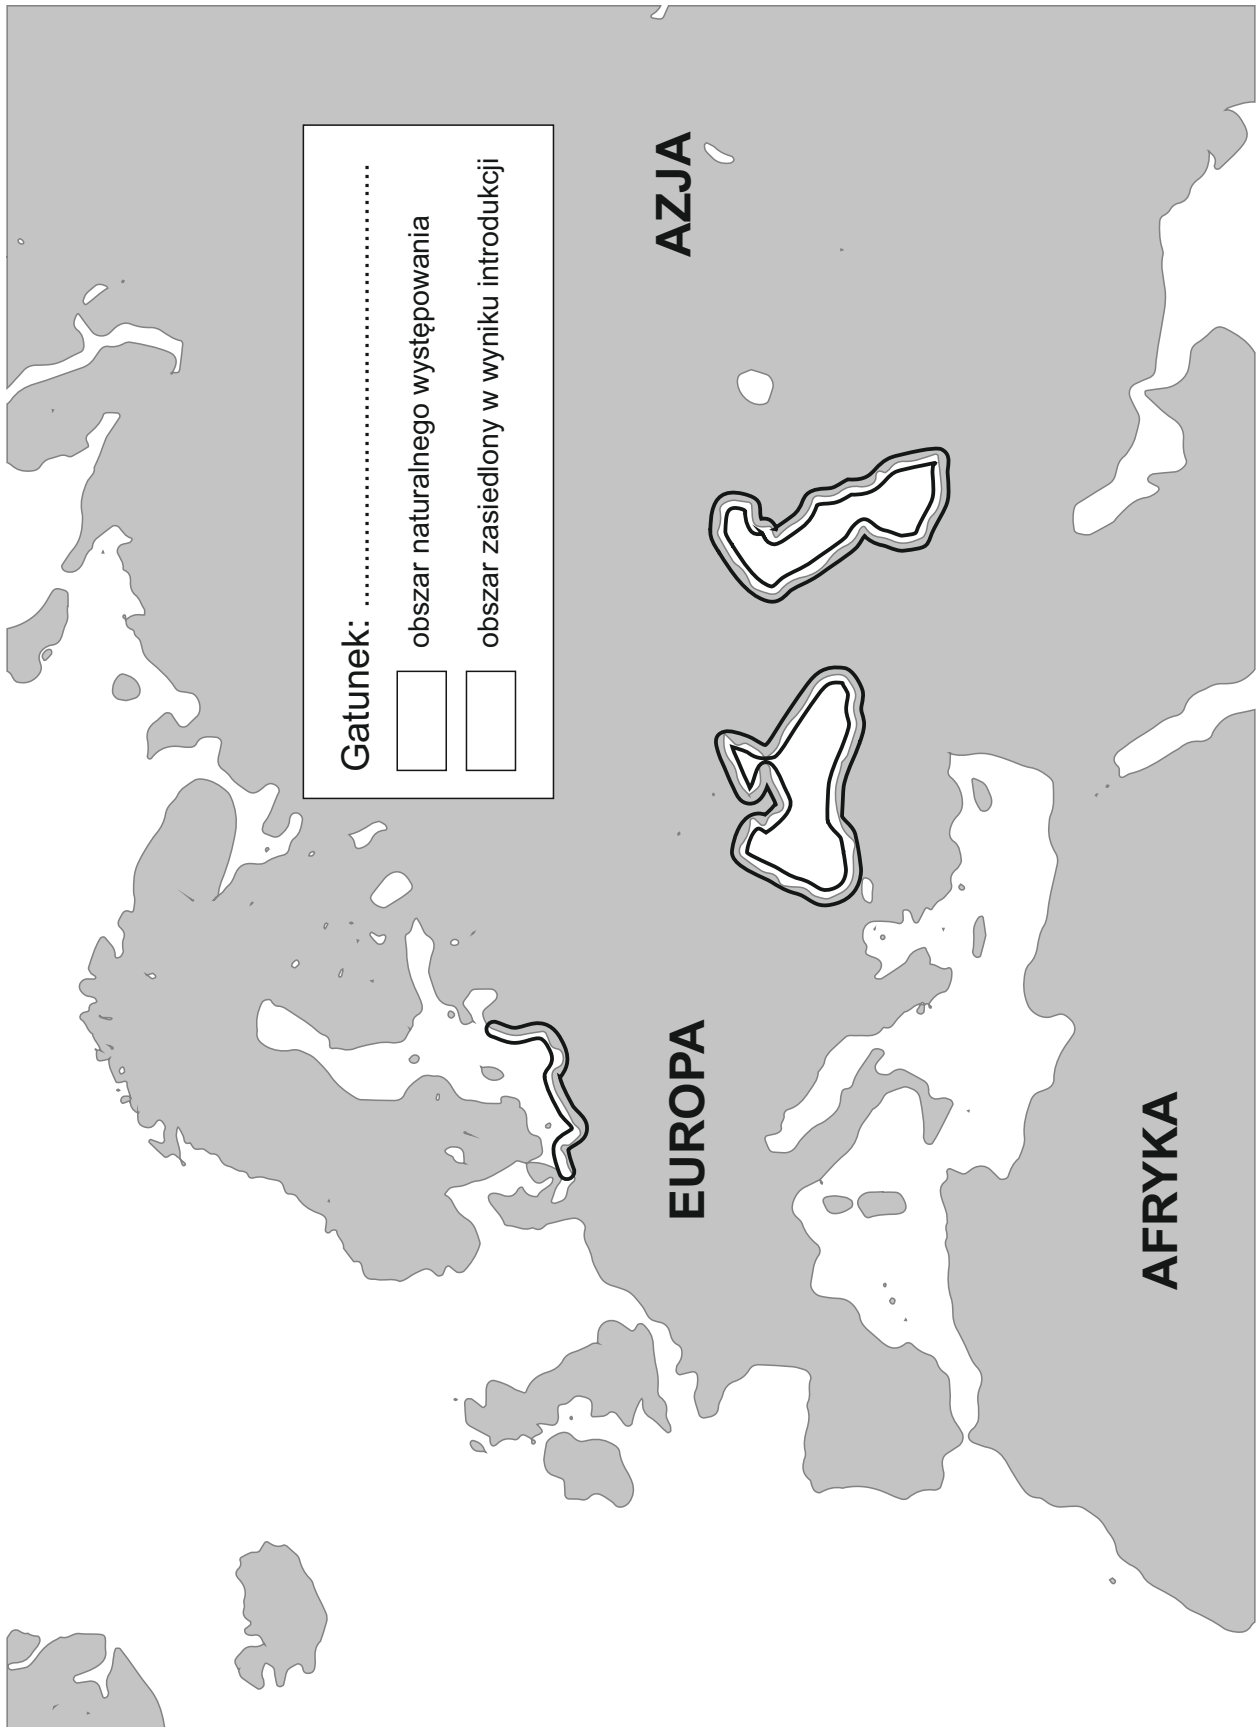 Gatunek: ............................................
obszar naturalnego występowania
obszar zasiedlony w wyniku introdukcji
AZJA
EUROPA
AFRYKA